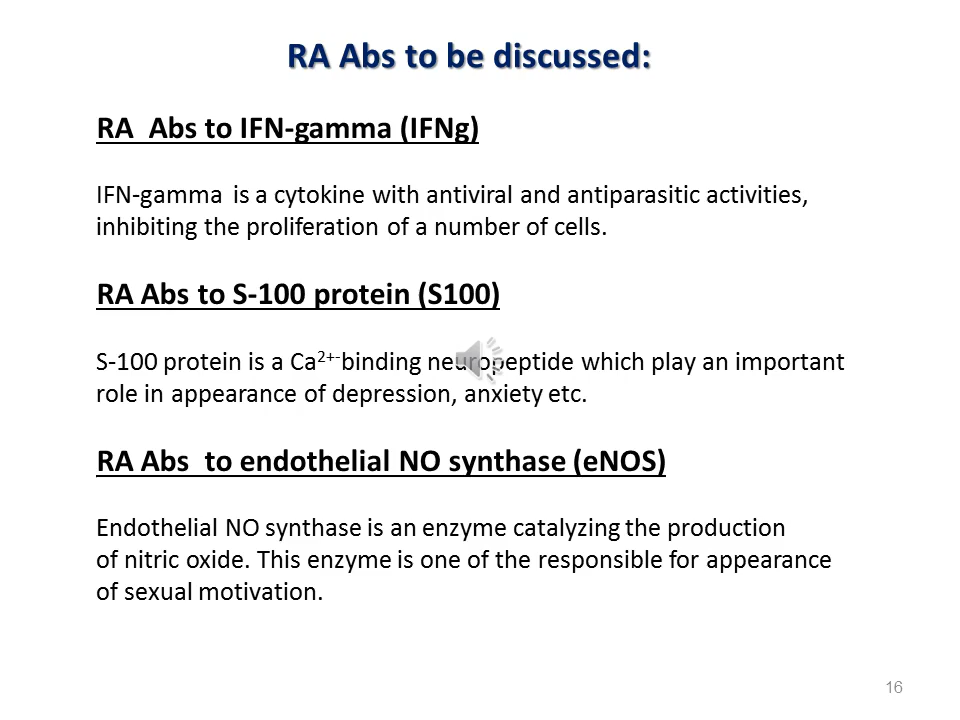 RA Abs to be discussed:
RA Abs to IFN-gamma (IFNg)
IFN-gamma is a cytokine with antiviral and antiparasitic activities,
inhibiting the proliferation of a number of cells.
RA Abs to S-100 protein (S100)
S-100 protein is a Ca2+-binding neuropeptide which play an important
role in appearance of depression, anxiety etc.
RA Abs to endothelial NO synthase (eNOS)
Endothelial NO synthase is an enzyme catalyzing the production
of nitric oxide. This enzyme is one of the responsible for appearance
of sexual motivation.
16